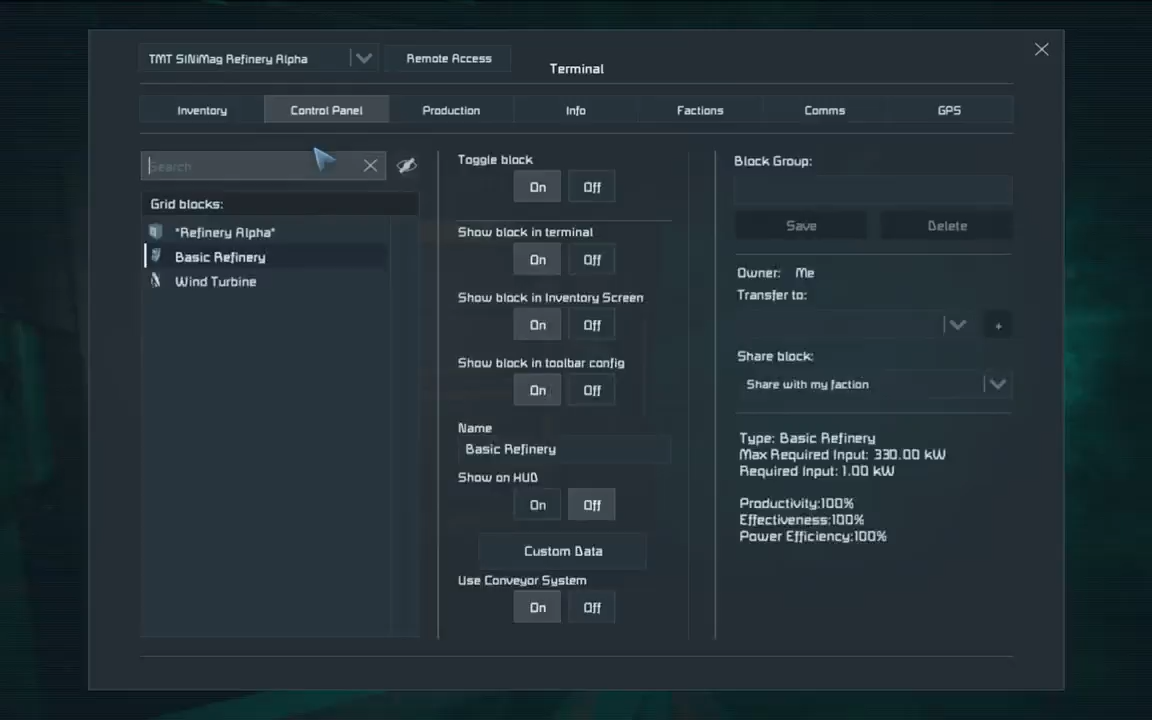 TMT SiNiMag Refinery Alpha
Remote Access
Terminal
Inventory
Control Panel
Production
Info
Factions
Comms
GPS
Search
Grid blocks:
*Refinery Alpha*
Basic Refinery
Wind Turbine
Toggle block
On Off
Show block in terminal
On Off
Show block in Inventory Screen
On Off
Show block in toolbar config
On Off
Name
Basic Refinery
Show on HUD
On Off
Custom Data
Use Conveyor System
On Off
Block Group:
Save Delete
Owner: Me
Transfer to:
+
Share block:
Share with my faction
Type: Basic Refinery
Max Required Input: 330.00 kW
Required Input: 1.00 kW
Productivity:100%
Effectiveness:100%
Power Efficiency:100%